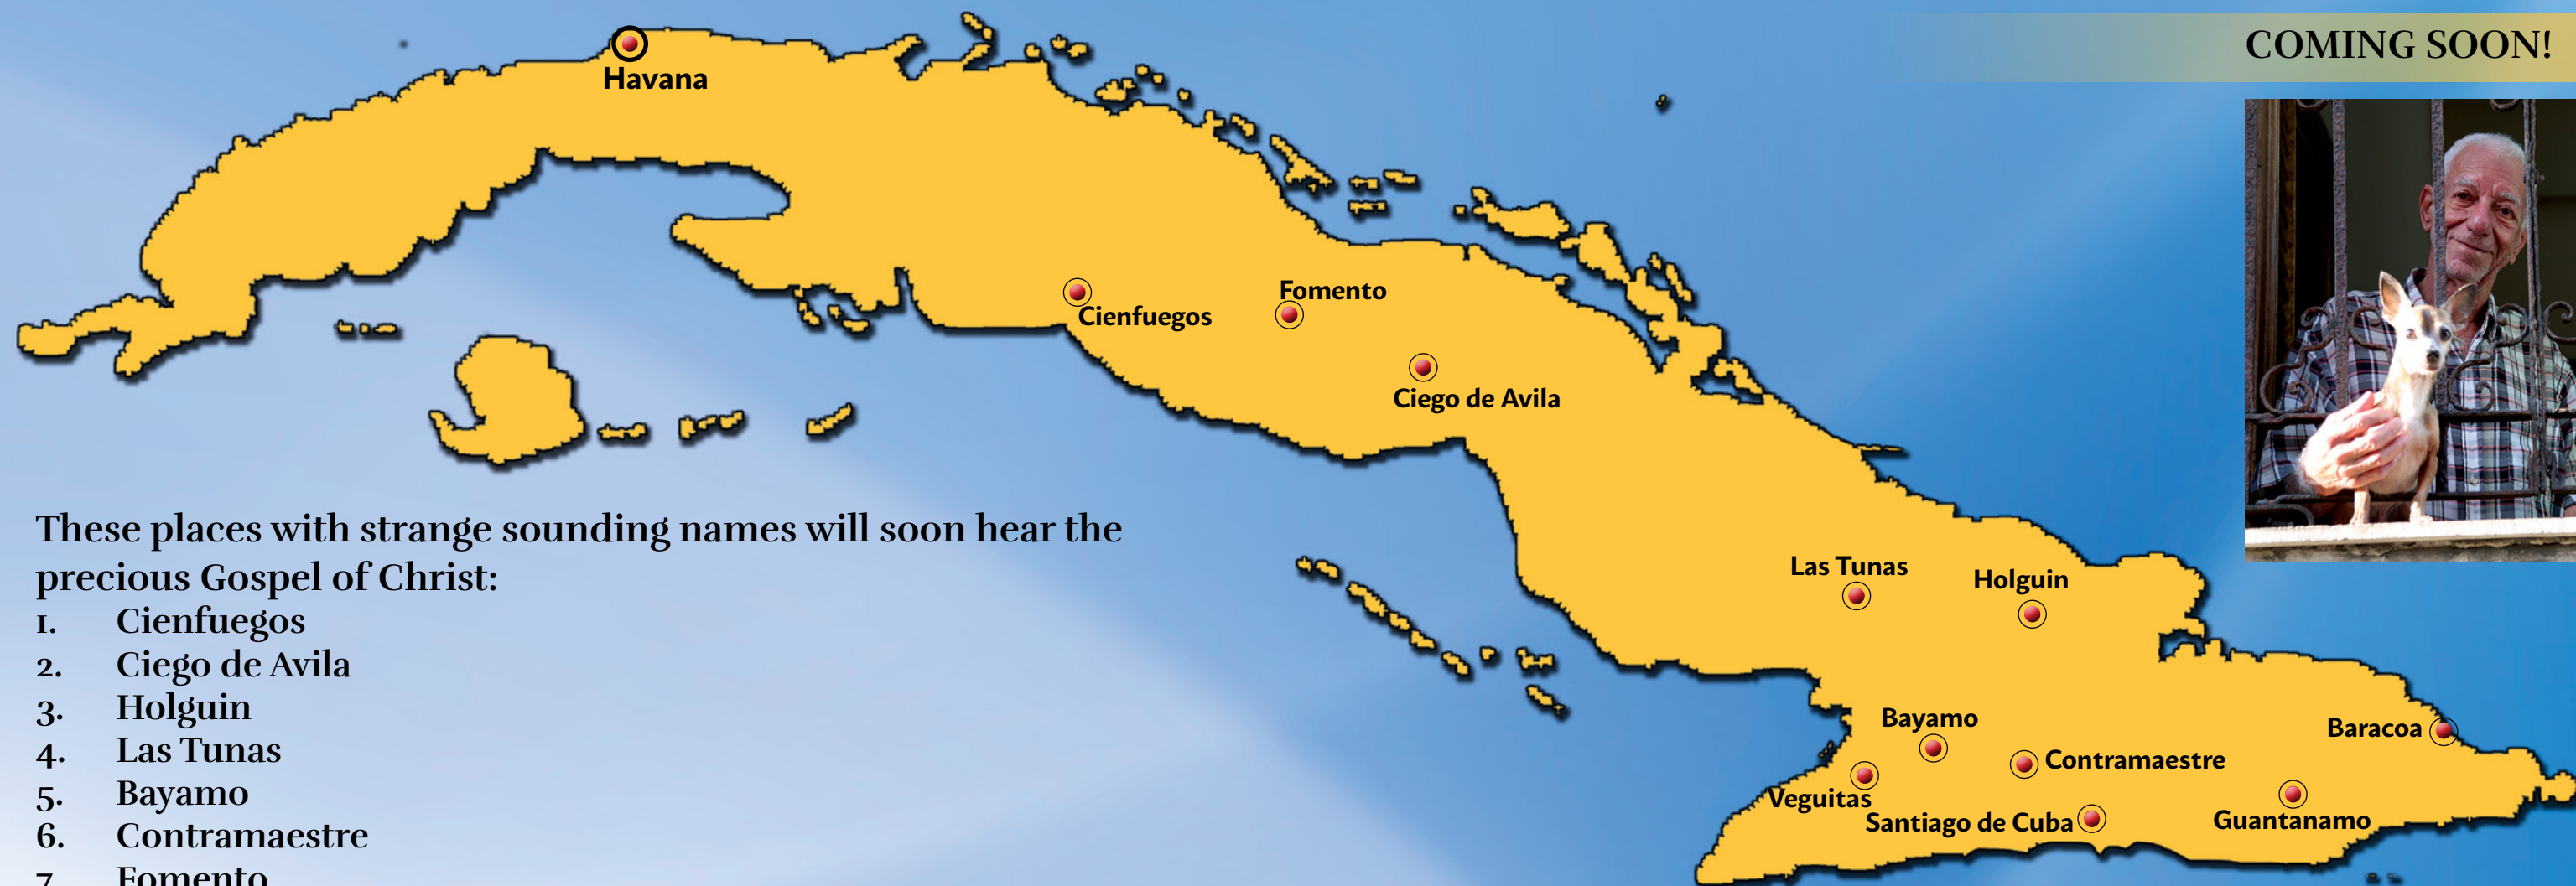 COMING SOON!
Havana
Cienfuegos
Fomento
Ciego de Avila
These places with strange sounding names will soon hear the
precious Gospel of Christ:
1. Cienfuegos
2. Ciego de Avila
3. Holguin
4. Las Tunas
5. Bayamo
6. Contramaestre
7. Fomento
Las Tunas
Holguin
Bayamo
Baracoa
Contramaestre
Veguitas
Santiago de Cuba
Guantanamo